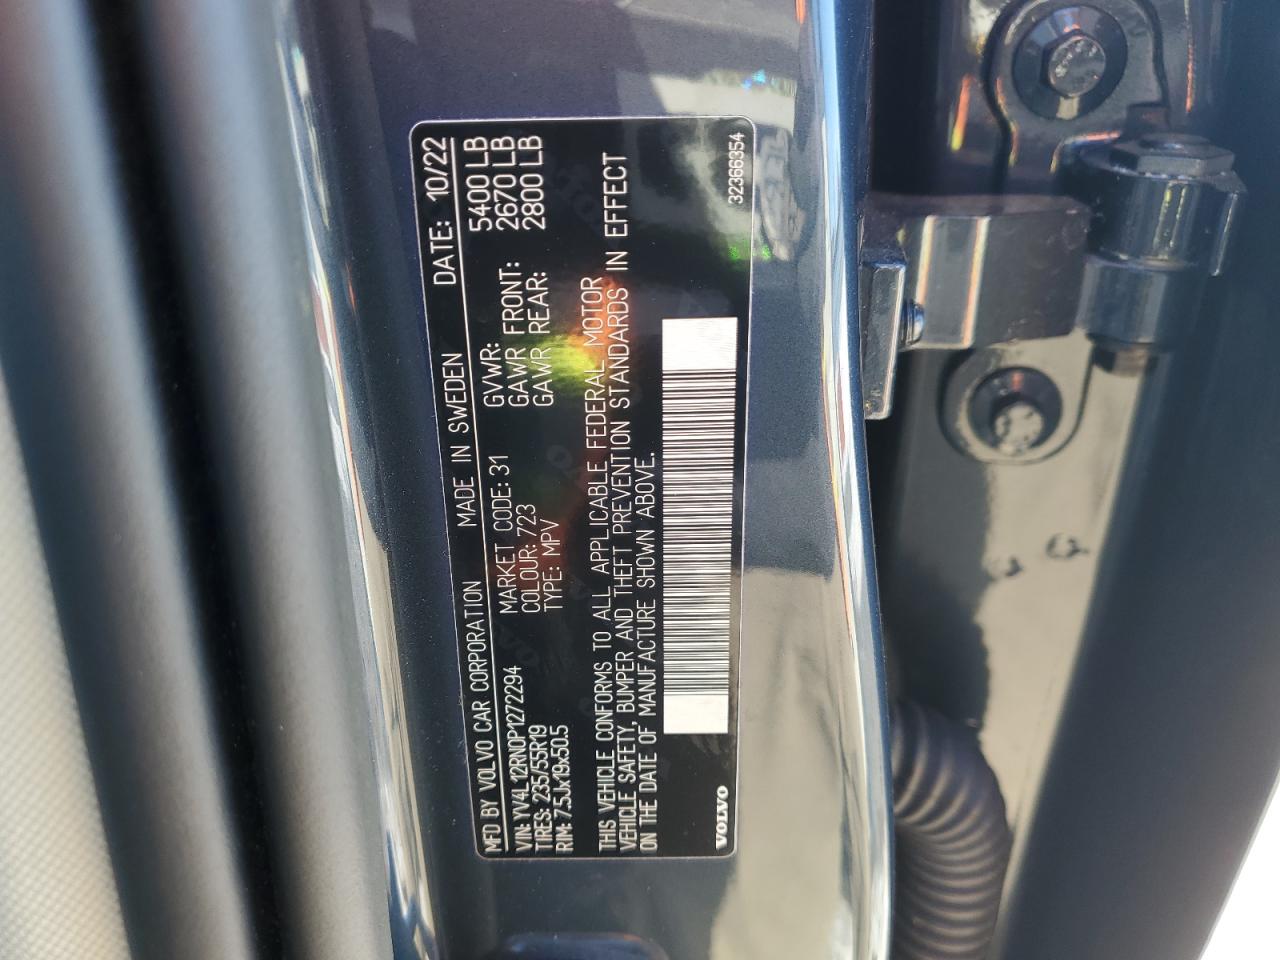 MFD BY VOLVO CAR CORPORATION MADE IN SWEDEN DATE: 10/22
VIN: YV4L12RN0P1272294 MARKET CODE: 31 GVWR: 5400 LB
TIRES: 235/55R19 COLOUR: 723 GAWR FRONT: 2670 LB
RIM: 7.5Jx19x50.5 TYPE: MPV GAWR REAR: 2800 LB
THIS VEHICLE CONFORMS TO ALL APPLICABLE FEDERAL MOTOR
VEHICLE SAFETY, BUMPER AND THEFT PREVENTION STANDARDS IN EFFECT
ON THE DATE OF MANUFACTURE SHOWN ABOVE.
VOLVO 32366354